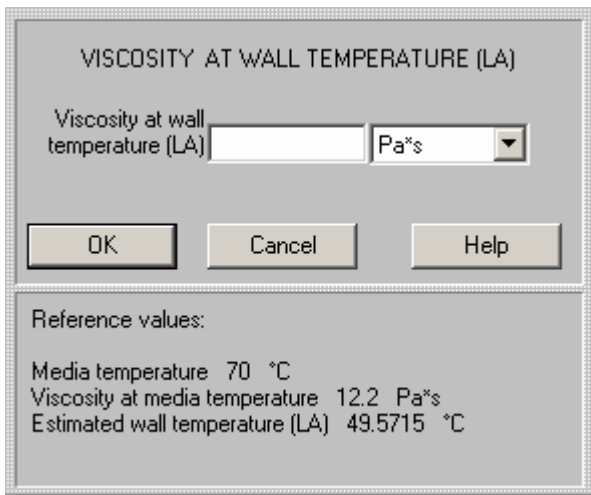 VISCOSITY AT WALL TEMPERATURE (LA)
Viscosity at wall
temperature (LA)
Pa*s
OK Cancel Help
Reference values:
Media temperature 70 °C
Viscosity at media temperature 12.2 Pa*s
Estimated wall temperature (LA) 49.5715 °C